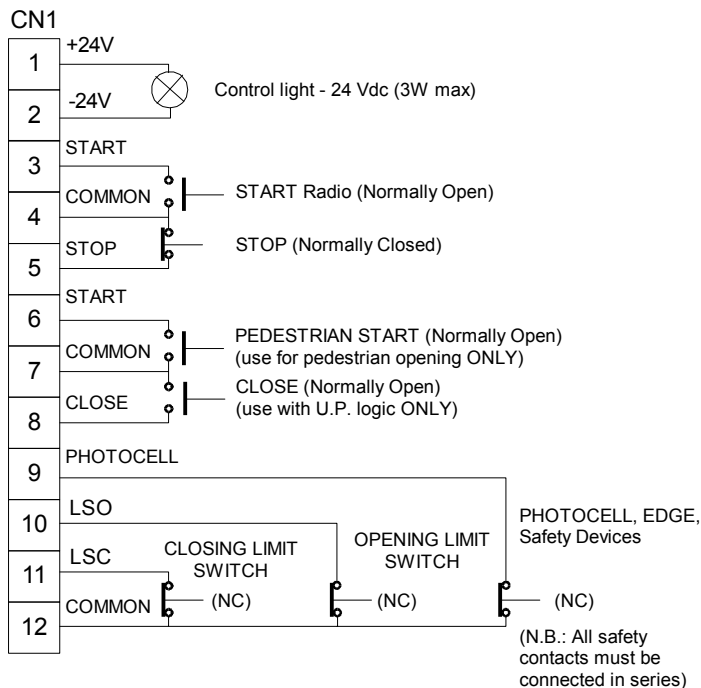 CN1
1
+24V
Control light - 24 Vdc (3W max)
2
-24V
3
START
START Radio (Normally Open)
4
COMMON
5
STOP
STOP (Normally Closed)
6
START
PEDESTRIAN START (Normally Open)
(use for pedestrian opening ONLY)
7
COMMON
CLOSE (Normally Open)
(use with U.P. logic ONLY)
8
CLOSE
9
PHOTOCELL
10
LSO
PHOTOCELL, EDGE,
Safety Devices
OPENING LIMIT
SWITCH
11
LSC
CLOSING LIMIT
SWITCH
12
COMMON
(NC)
(NC)
(NC)
(N.B.: All safety
contacts must be
connected in series)